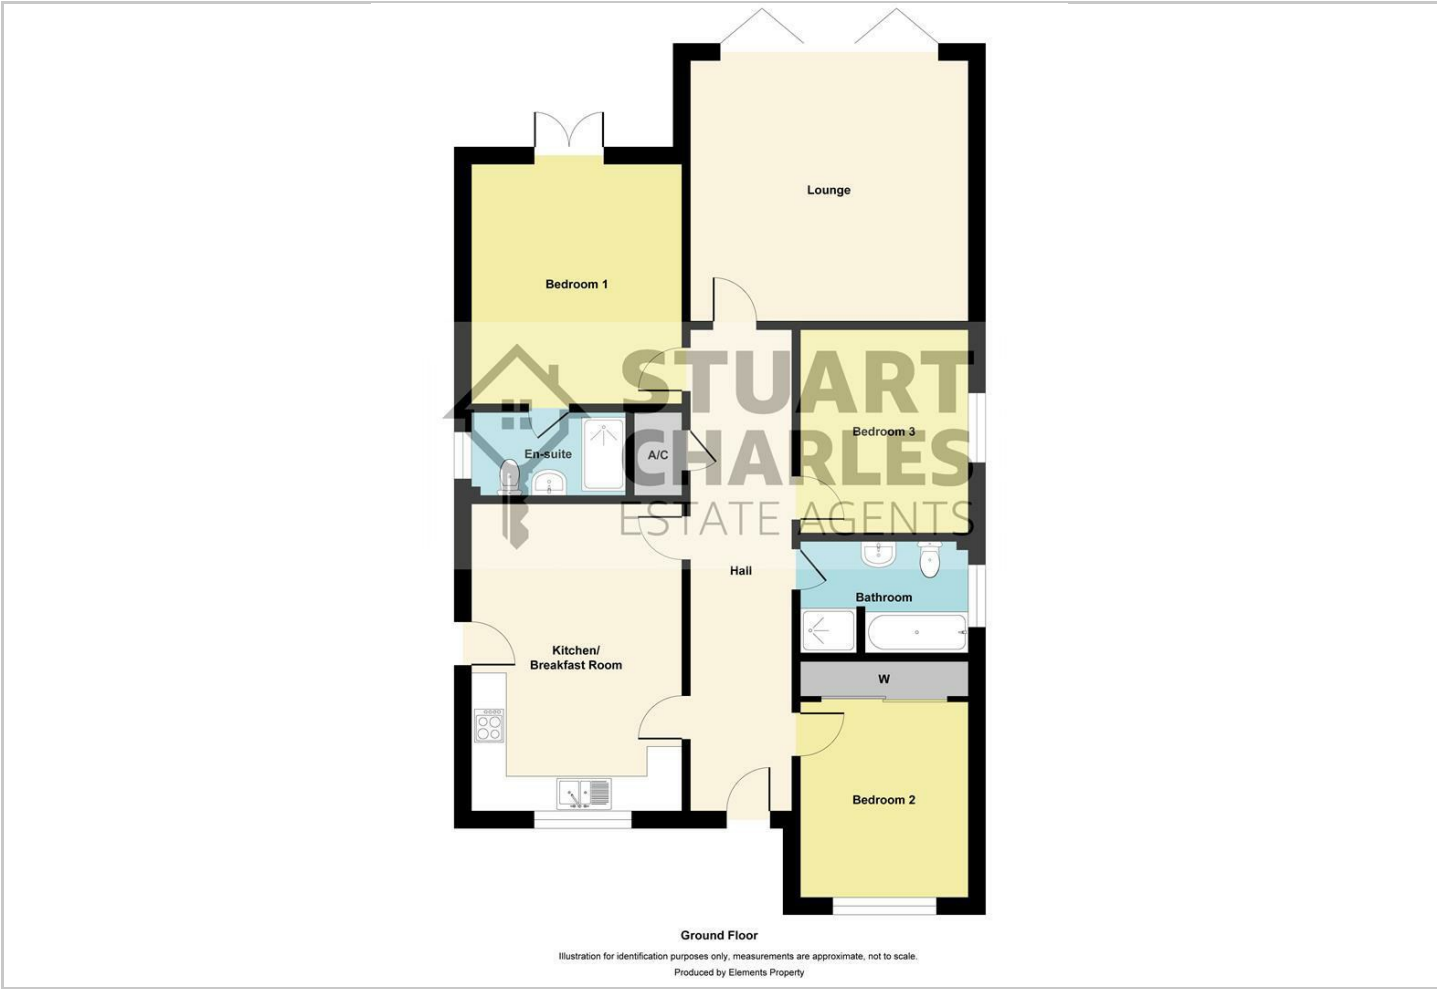 Lounge
Bedroom 1
STUART
CHARLES
ESTATE AGENTS
Bedroom 3
En-suite
A/C
Hall
Bathroom
Kitchen/
Breakfast Room
W
Bedroom 2
Ground Floor
Illustration for identification purposes only, measurements are approximate, not to scale.
Produced by Elements Property